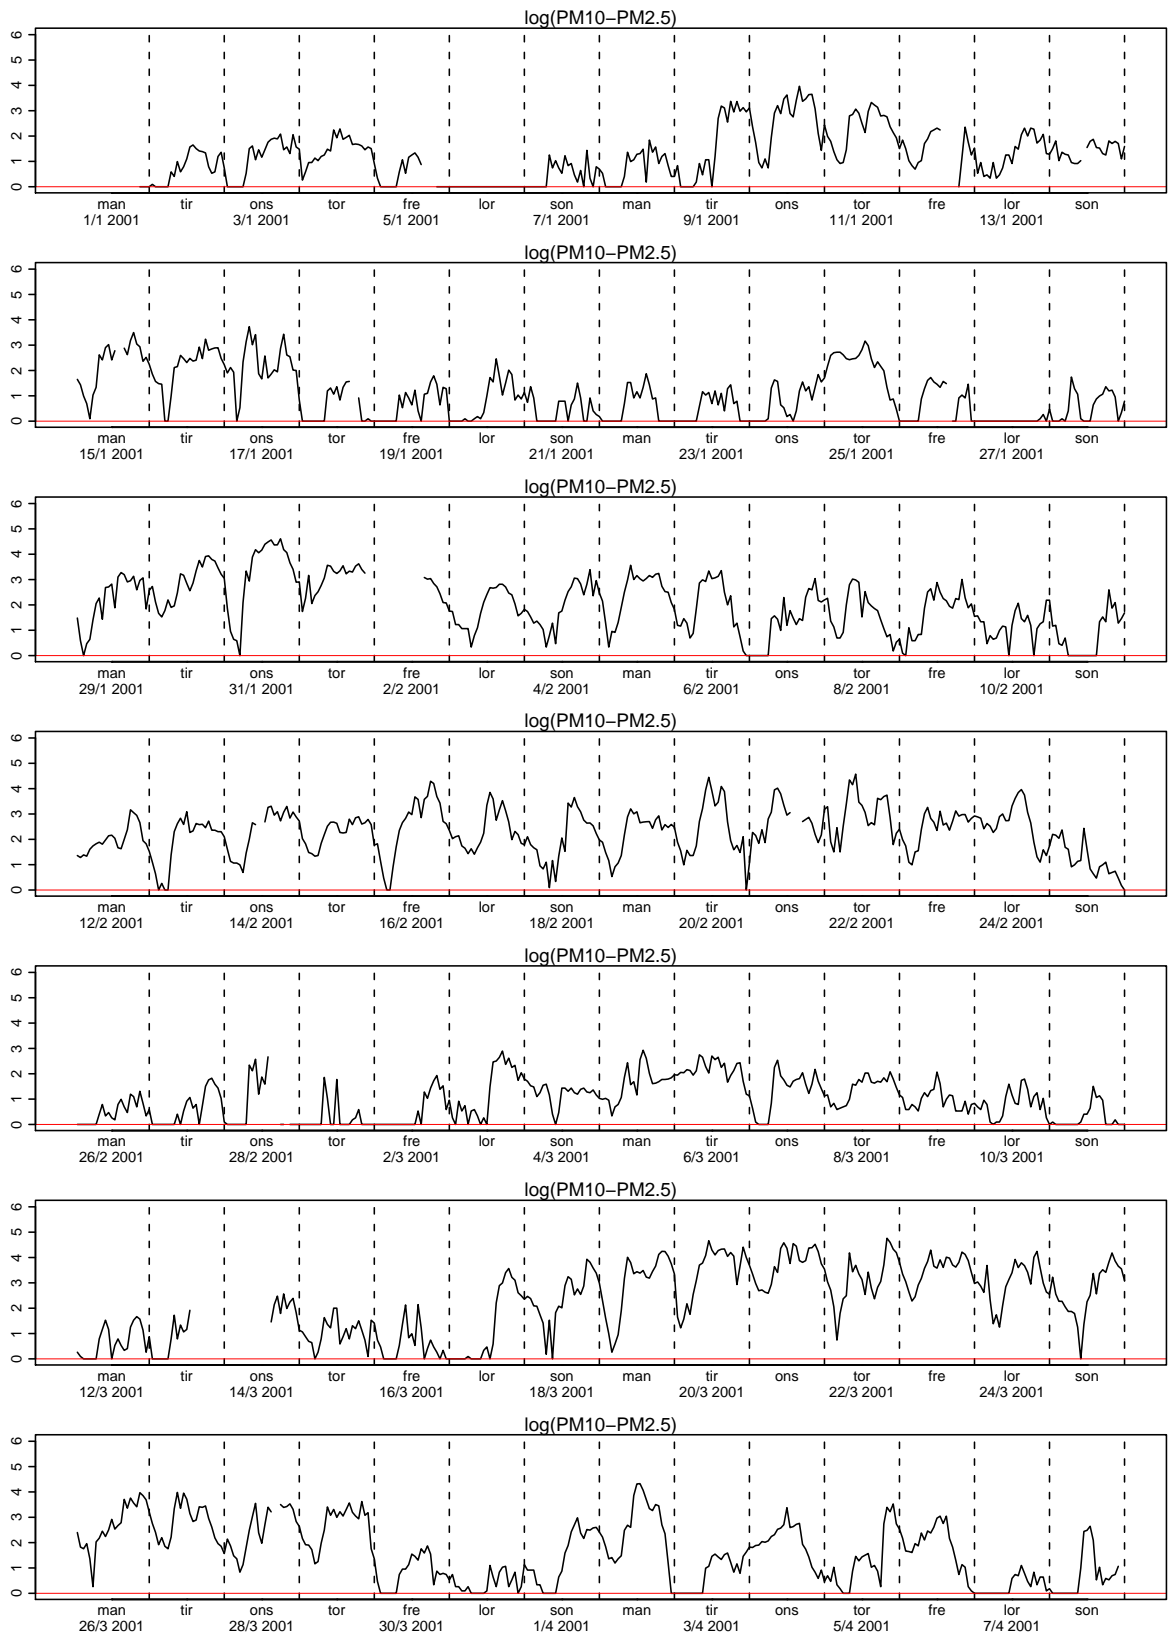 log(PM10−PM2.5)
6
5
4
3
2
1
0
man tir ons tor fre lor son man tir ons tor fre lor son
1/1 2001 3/1 2001 5/1 2001 7/1 2001 9/1 2001 11/1 2001 13/1 2001
log(PM10−PM2.5)
6
5
4
3
2
1
0
man tir ons tor fre lor son man tir ons tor fre lor son
15/1 2001 17/1 2001 19/1 2001 21/1 2001 23/1 2001 25/1 2001 27/1 2001
log(PM10−PM2.5)
6
5
4
3
2
1
0
man tir ons tor fre lor son man tir ons tor fre lor son
29/1 2001 31/1 2001 2/2 2001 4/2 2001 6/2 2001 8/2 2001 10/2 2001
log(PM10−PM2.5)
6
5
4
3
2
1
0
man tir ons tor fre lor son man tir ons tor fre lor son
12/2 2001 14/2 2001 16/2 2001 18/2 2001 20/2 2001 22/2 2001 24/2 2001
log(PM10−PM2.5)
6
5
4
3
2
1
0
man tir ons tor fre lor son man tir ons tor fre lor son
26/2 2001 28/2 2001 2/3 2001 4/3 2001 6/3 2001 8/3 2001 10/3 2001
log(PM10−PM2.5)
6
5
4
3
2
1
0
man tir ons tor fre lor son man tir ons tor fre lor son
12/3 2001 14/3 2001 16/3 2001 18/3 2001 20/3 2001 22/3 2001 24/3 2001
log(PM10−PM2.5)
6
5
4
3
2
1
0
man tir ons tor fre lor son man tir ons tor fre lor son
26/3 2001 28/3 2001 30/3 2001 1/4 2001 3/4 2001 5/4 2001 7/4 2001